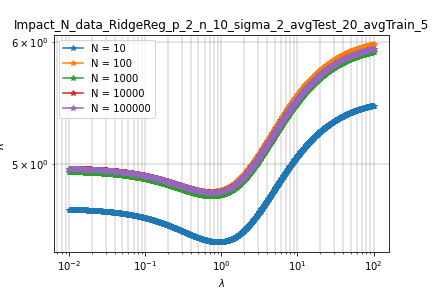 Impact_N_data_RidgeReg_p_2_n_10_sigma_2_avgTest_20_avgTrain_5
6 × 10⁰
5 × 10⁰
N = 10
N = 100
N = 1000
N = 10000
N = 100000
10⁻² 10⁻¹ 10⁰ 10¹ 10²
λ